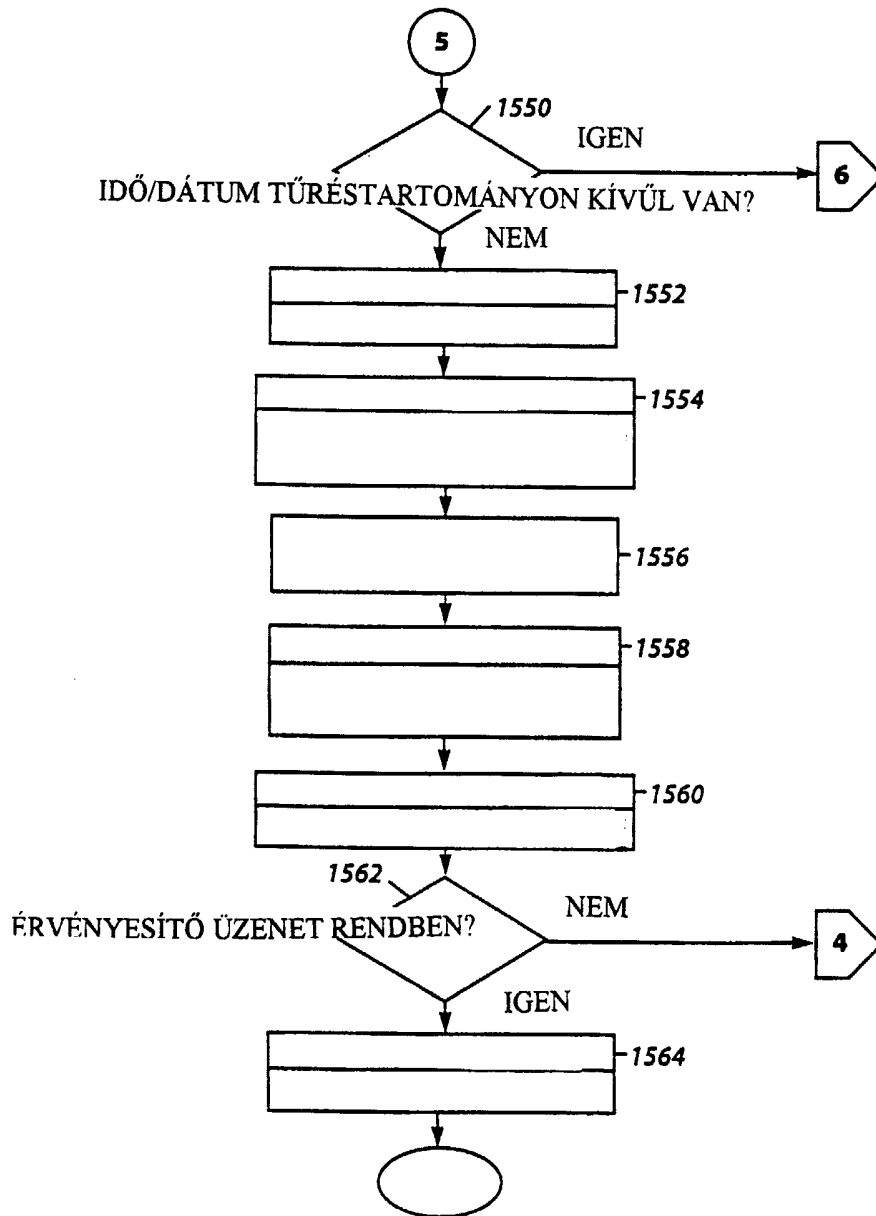 5
1550
IGEN
6
IDŐ/DÁTUM TŰRÉSTARTOMÁNYON KÍVŰL VAN?
NEM
1552
1554
1556
1558
1560
1562
NEM
ÉRVÉNYESÍTŐ ÜZENET RENDBEN?
4
IGEN
1564